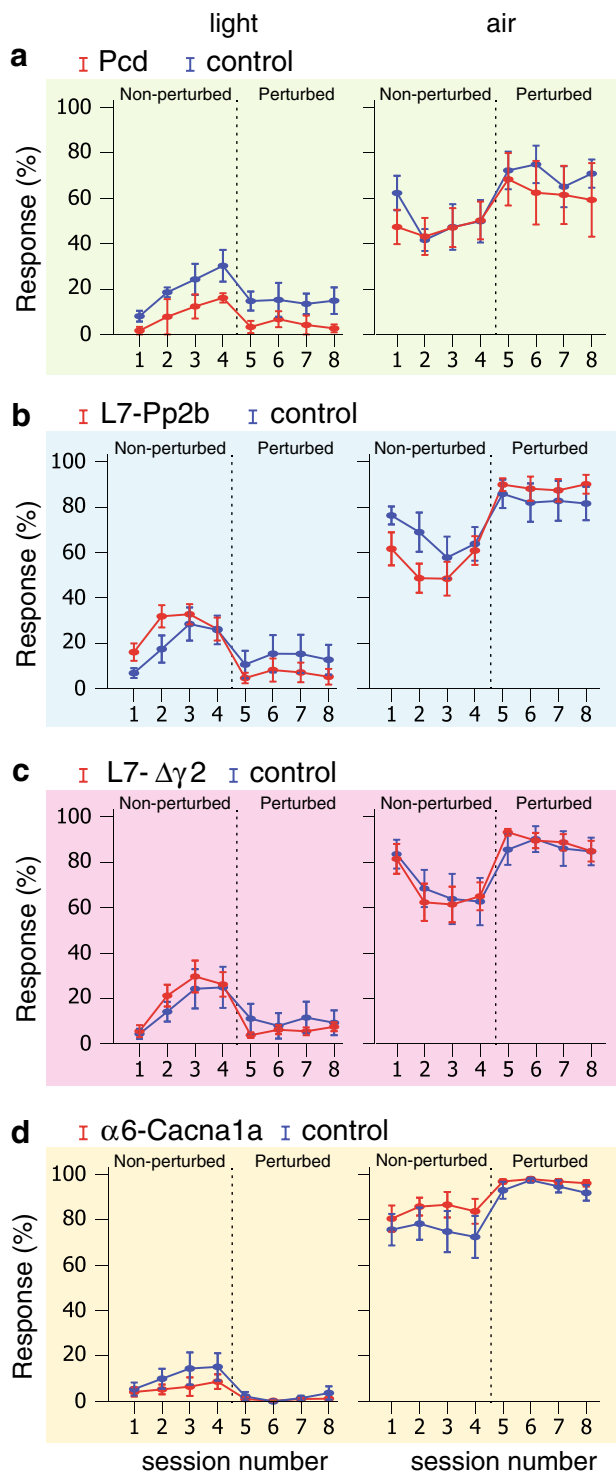 light air
a
Pcd control
Non-perturbed Perturbed Non-perturbed Perturbed
Response (%)
100
80
60
40
20
0
1 2 3 4 5 6 7 8 1 2 3 4 5 6 7 8
b
L7-Pp2b control
Non-perturbed Perturbed Non-perturbed Perturbed
Response (%)
100
80
60
40
20
0
1 2 3 4 5 6 7 8 1 2 3 4 5 6 7 8
c
L7-Δγ2 control
Non-perturbed Perturbed Non-perturbed Perturbed
Response (%)
100
80
60
40
20
0
1 2 3 4 5 6 7 8 1 2 3 4 5 6 7 8
d
α6-Cacna1a control
Non-perturbed Perturbed Non-perturbed Perturbed
Response (%)
100
80
60
40
20
0
1 2 3 4 5 6 7 8 1 2 3 4 5 6 7 8
session number session number